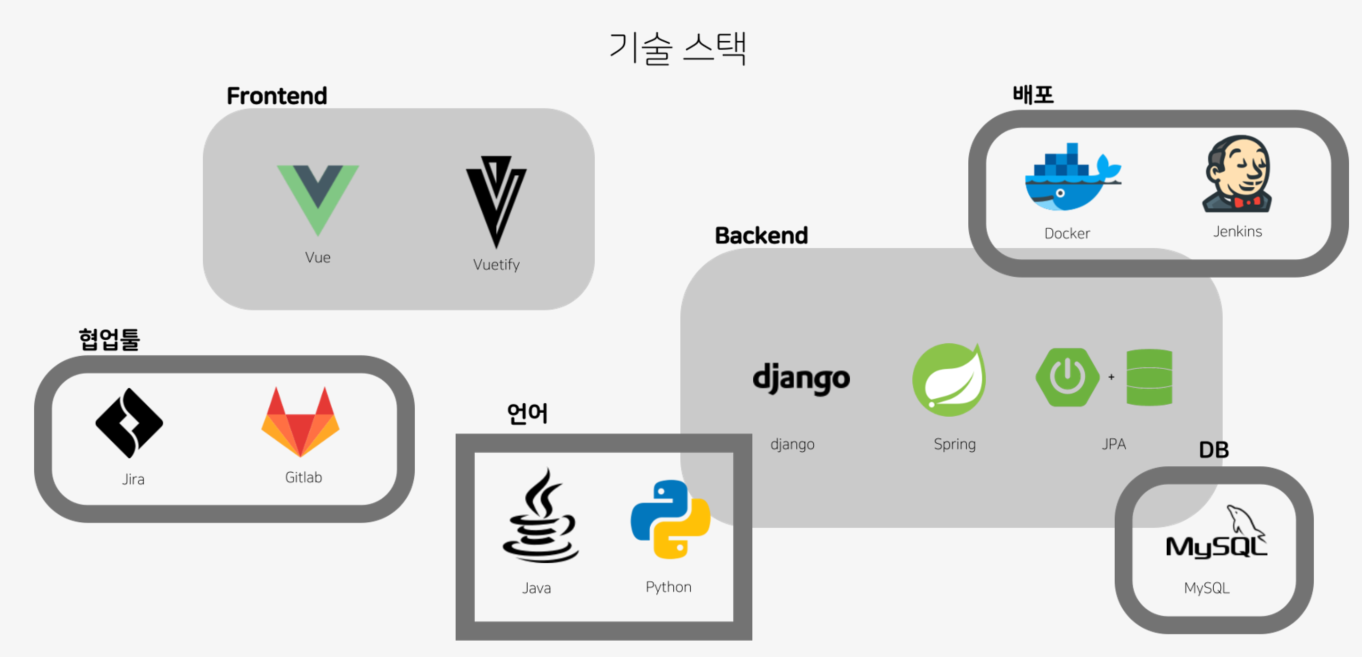 기술 스택
Frontend
Vue
Vuetify
배포
Docker
Jenkins
Backend
django
django
Spring
+
JPA
협업툴
Jira
Gitlab
언어
Java
Python
DB
MySQL
MySQL